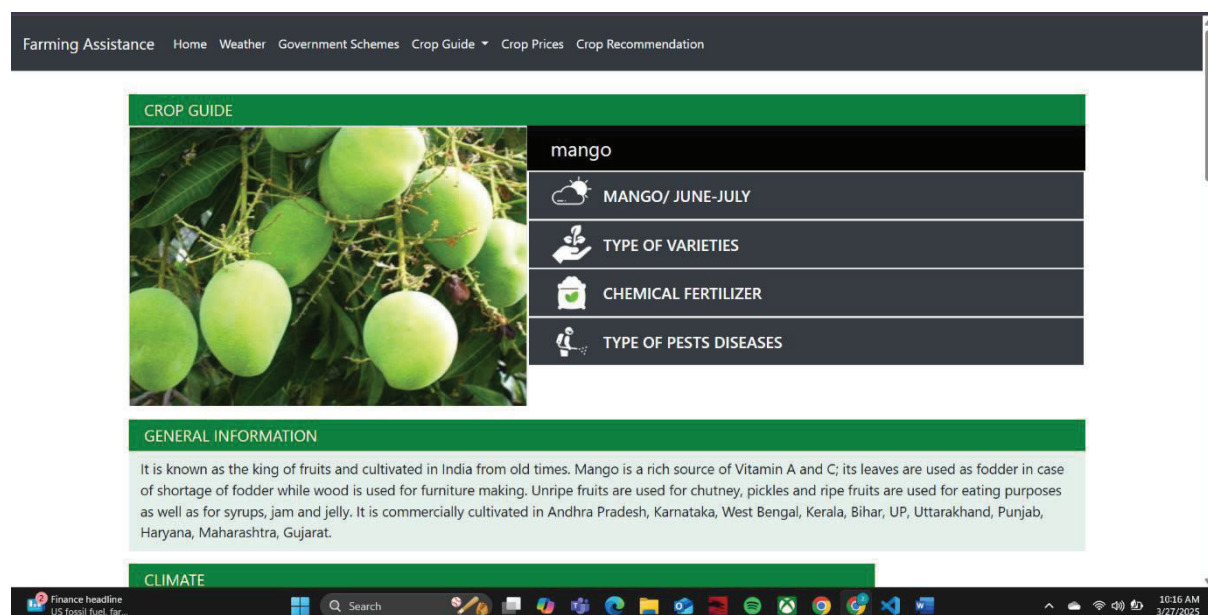 Farming Assistance Home Weather Government Schemes Crop Guide Crop Prices Crop Recommendation
CROP GUIDE
mango
MANGO/ JUNE-JULY
TYPE OF VARIETIES
CHEMICAL FERTILIZER
TYPE OF PESTS DISEASES
GENERAL INFORMATION
It is known as the king of fruits and cultivated in India from old times. Mango is a rich source of Vitamin A and C; its leaves are used as fodder in case
of shortage of fodder while wood is used for furniture making. Unripe fruits are used for chutney, pickles and ripe fruits are used for eating purposes
as well as for syrups, jam and jelly. It is commercially cultivated in Andhra Pradesh, Karnataka, West Bengal, Kerala, Bihar, UP, Uttarakhand, Punjab,
Haryana, Maharashtra, Gujarat.
CLIMATE
2
Finance headline
US fossil fuel, far...
Search
10:16 AM
3/27/2025